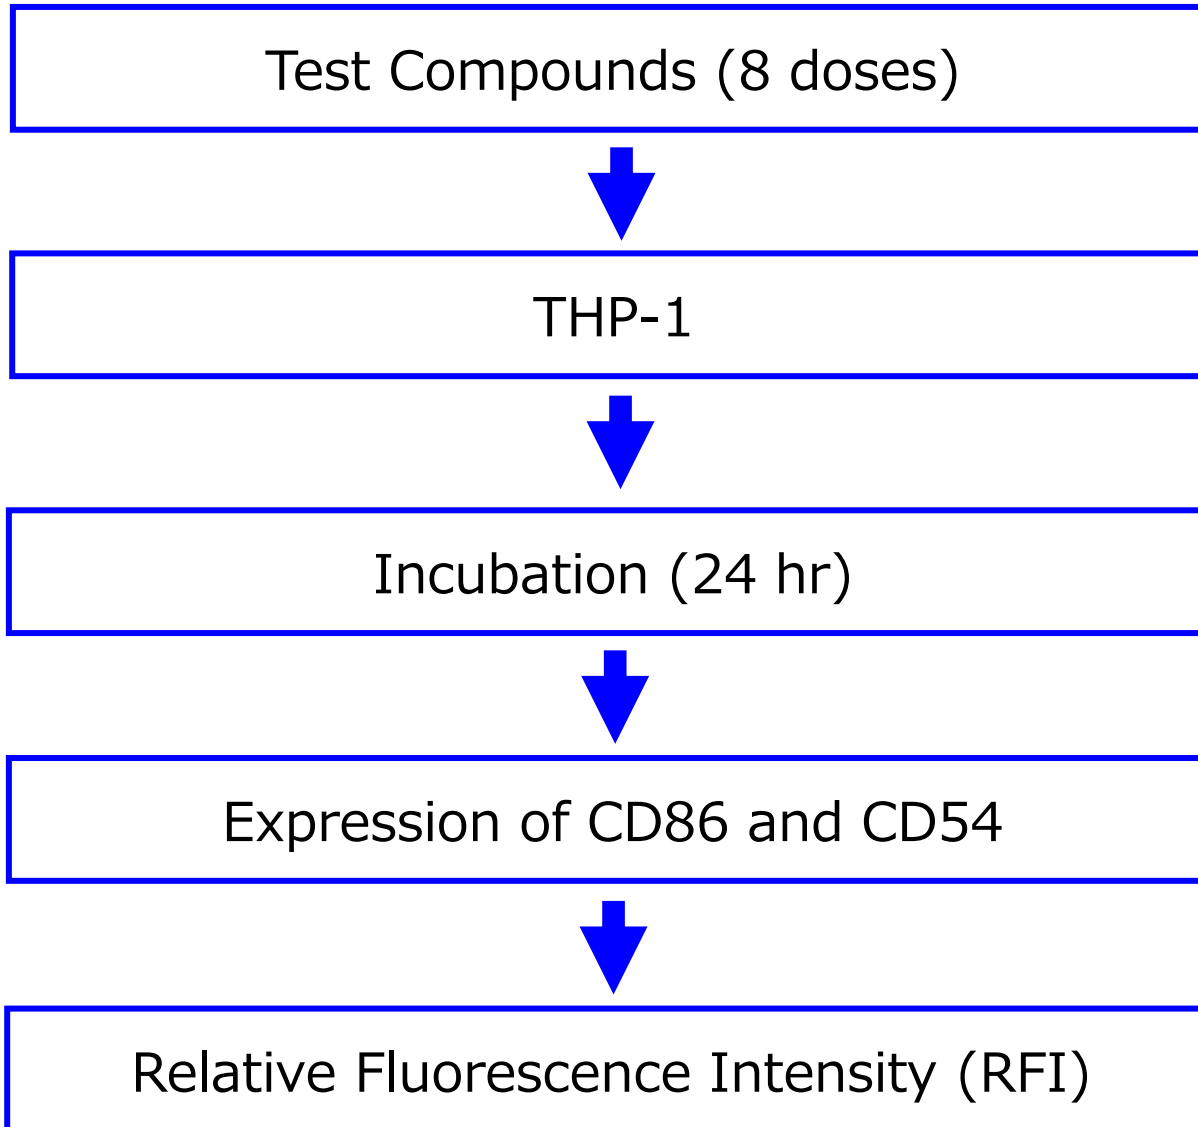 Test Compounds (8 doses)
THP-1
Incubation (24 hr)
Expression of CD86 and CD54
Relative Fluorescence Intensity (RFI)